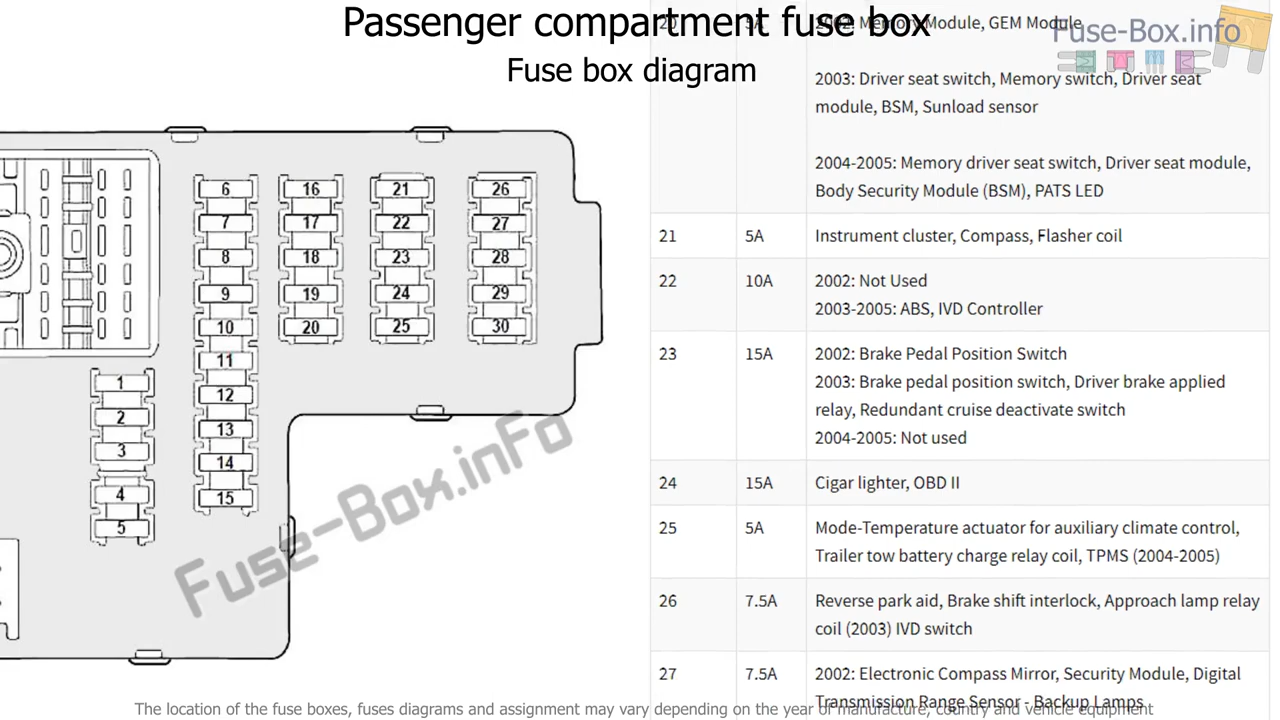 Passenger compartment fuse box
Fuse box diagram
Fuse-Box.info
20 5A 2002: Memory Module, GEM Module
2003: Driver seat switch, Memory switch, Driver seat
module, BSM, Sunload sensor
2004-2005: Memory driver seat switch, Driver seat module,
Body Security Module (BSM), PATS LED
21 5A Instrument cluster, Compass, Flasher coil
22 10A 2002: Not Used
2003-2005: ABS, IVD Controller
23 15A 2002: Brake Pedal Position Switch
2003: Brake pedal position switch, Driver brake applied
relay, Redundant cruise deactivate switch
2004-2005: Not used
24 15A Cigar lighter, OBD II
25 5A Mode-Temperature actuator for auxiliary climate control,
Trailer tow battery charge relay coil, TPMS (2004-2005)
26 7.5A Reverse park aid, Brake shift interlock, Approach lamp relay
coil (2003) IVD switch
27 7.5A 2002: Electronic Compass Mirror, Security Module, Digital
Transmission Range Sensor - Backup Lamps
6 16 21 26
7 17 22 27
8 18 23 28
9 19 24 29
10 20 25 30
11
1
12
2
13
3
14
4
15
5
Fuse-Box.inFo
The location of the fuse boxes, fuses diagrams and assignment may vary depending on the year of manufacture, country and vehicle equipment